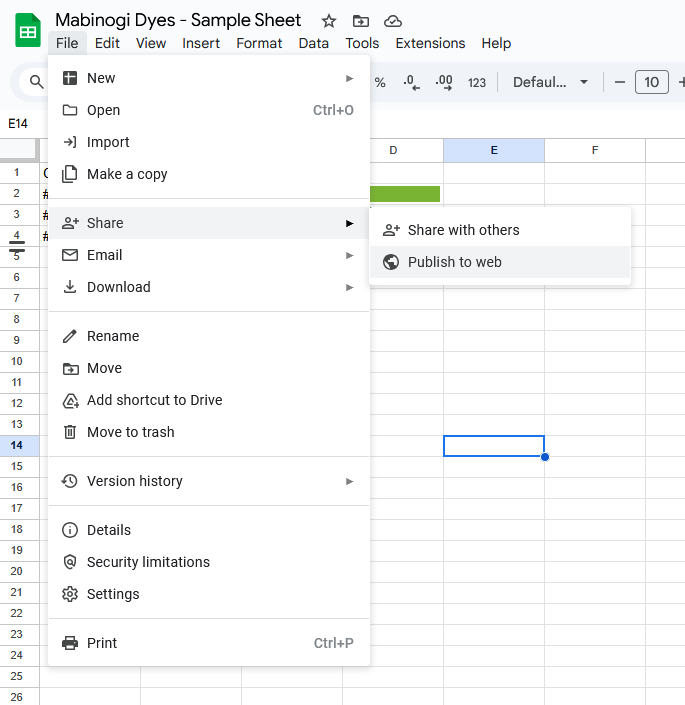 Mabinogi Dyes - Sample Sheet
File Edit View Insert Format Data Tools Extensions Help
% .0 .00 123 Defaul... 10
E14
New
Open Ctrl+O
Import
Make a copy
Share
Share with others
Email
Publish to web
Download
Rename
Move
Add shortcut to Drive
Move to trash
Version history
Details
Security limitations
Settings
Print Ctrl+P
D E F
1
2 #
3 #
4 #
5
6
7
8
9
10
11
12
13
14
15
16
17
18
19
20
21
22
23
24
25
26